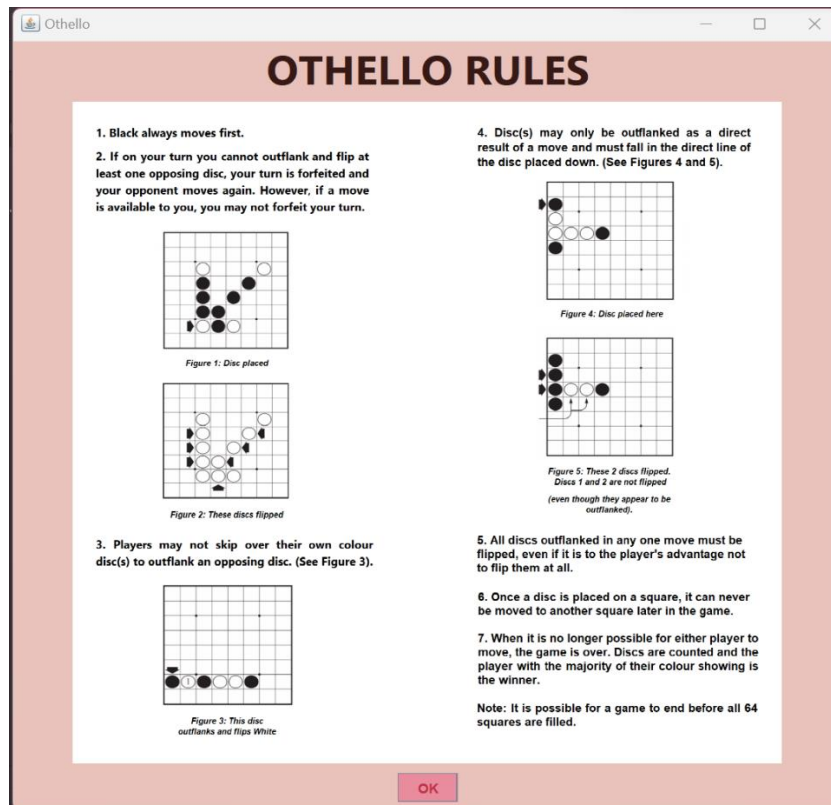 Othello
OTHELLO RULES
1. Black always moves first.
2. If on your turn you cannot outflank and flip at
least one opposing disc, your turn is forfeited and
your opponent moves again. However, if a move
is available to you, you may not forfeit your turn.
Figure 1: Disc placed
Figure 2: These discs flipped
3. Players may not skip over their own colour
disc(s) to outflank an opposing disc. (See Figure 3).
1
Figure 3: This disc
outflanks and flips White
4. Disc(s) may only be outflanked as a direct
result of a move and must fall in the direct line of
the disc placed down. (See Figures 4 and 5).
Figure 4: Disc placed here
Figure 5: These 2 discs flipped.
Discs 1 and 2 are not flipped
(even though they appear to be
outflanked).
5. All discs outflanked in any one move must be
flipped, even if it is to the player's advantage not
to flip them at all.
6. Once a disc is placed on a square, it can never
be moved to another square later in the game.
7. When it is no longer possible for either player to
move, the game is over. Discs are counted and the
player with the majority of their colour showing is
the winner.
Note: It is possible for a game to end before all 64
squares are filled.
OK